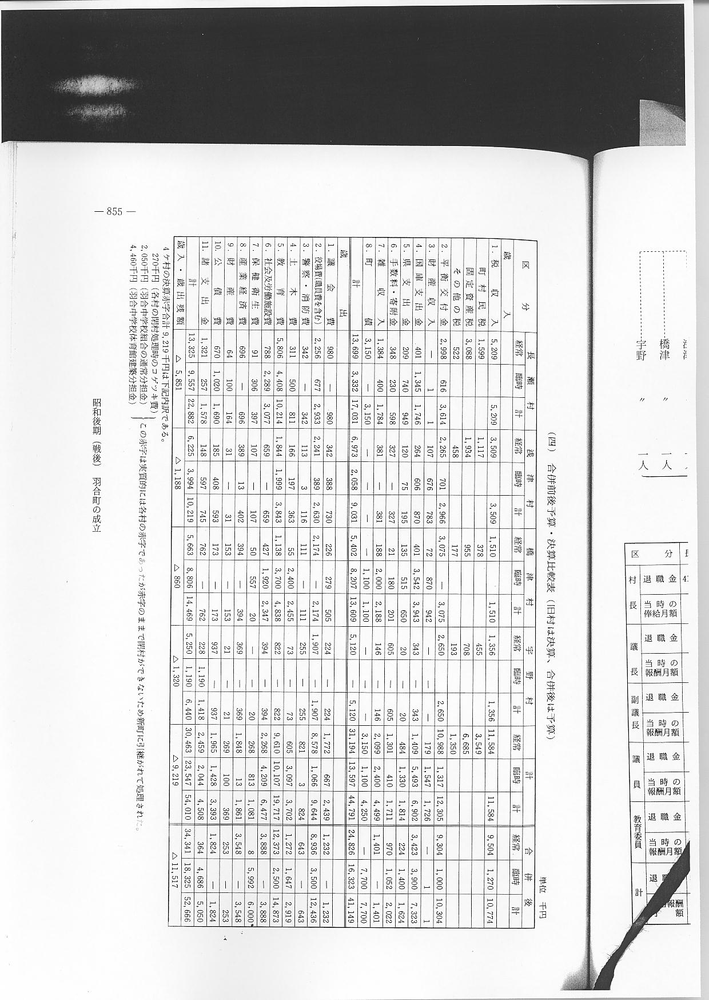 (四) 合併前後予算・決算比較表（旧村は決算、合併後は予算）
単位 千円
区 分 長瀬村 浅津村 橋津村 宇野村 計 合併後
経常 臨時 計 経常 臨時 計 経常 臨時 計 経常 臨時 計 経常 臨時 計 経常 臨時 計
歳 入
1. 税収入 5,209 5,209 3,509 3,509 1,510 1,510 1,356 1,356 11,584 11,584 9,504 1,270 10,774
町村民税 1,599 1,117 378 455 3,549
固定資産税 3,088 1,934 955 708 6,685
その他の税 522 458 177 193 1,350
2. 平衡交付金 2,998 616 3,614 2,265 701 2,966 3,075 — 3,075 2,650 2,650 10,988 1,317 12,305 9,304 1,000 10,304
3. 財産収入 — 1 1 107 676 783 72 870 942 — — — 179 1,547 1,726 — 1 1
4. 国庫支出金 401 1,345 1,746 264 606 870 401 3,542 3,943 343 — 343 1,409 5,493 6,902 3,423 3,900 7,323
5. 県支出金 209 740 949 120 75 195 135 515 650 20 — 20 484 1,330 1,814 224 1,400 1,624
6. 手数料・寄附金 348 230 598 327 — 327 21 180 201 605 — 605 1,301 410 1,711 970 1,052 2,022
7. 雑収入 1,384 400 1,784 381 — 381 188 2,000 2,188 146 — 146 2,099 2,400 4,499 1,401 — 1,401
8. 町債 3,150 — 3,150 — — — — 1,100 1,100 — — — 3,150 1,100 4,250 — 7,700 7,700
計 13,699 3,332 17,031 6,973 2,058 9,031 5,402 8,207 13,609 5,120 — 5,120 31,194 13,597 44,791 24,826 16,323 41,149
歳 出
1. 議会費 980 — 980 342 388 730 226 279 505 224 — 224 1,772 667 2,439 1,232 — 1,232
2. 役場費(職員費を含む) 2,256 677 2,933 2,241 389 2,630 2,174 — 2,174 1,907 — 1,907 8,578 1,066 9,644 8,936 3,500 12,436
3. 警察・消防費 342 — 342 113 3 116 111 — 111 255 — 255 821 3 824 643 643
4. 土木費 311 500 811 166 197 363 55 2,400 2,455 73 — 73 605 3,097 3,702 1,272 1,647 2,919
5. 教育費 5,806 4,408 10,214 1,844 1,999 3,843 1,138 3,700 4,838 822 — 822 9,610 10,107 19,717 12,373 2,500 14,873
6. 社会及労働施設費 788 2,289 3,077 659 — 659 427 1,920 2,347 394 — 394 2,268 4,209 6,477 3,888 — 3,888
7. 保健衛生費 91 306 397 107 — 107 50 557 20 — — 20 268 813 1,081 8 5,992 6,000
8. 産業経済費 696 — 696 389 13 402 394 — 394 369 — 369 1,848 13 1,861 3,548 — 3,548
9. 財産費 64 100 164 31 — 31 153 — 153 21 — 21 269 100 369 253 — 253
10. 公債費 670 1,020 1,690 185 408 593 173 — 173 937 — 937 1,965 1,428 3,393 1,824 — 1,824
11. 諸支出金 1,321 257 1,578 148 597 745 762 — 762 228 1,190 1,418 2,459 2,044 4,508 364 4,686 5,050
計 13,325 9,557 22,882 6,225 3,994 10,219 5,663 8,806 14,469 5,250 1,190 6,440 30,463 23,547 54,010 34,341 18,325 52,666
歳入・歳出残額 △ 5,851 △ 1,188 △ 860 △ 1,320 △ 9,219 △ 11,517
4ケ村の決算赤字合計9,219千円は下記内訳である。
270千円（各村の閉村処理時のコゲツキ費）
2,050千円（羽合中学校組合の通常分担金）
4,460千円（羽合中学校体育館建築分担金）
この赤字は実質的には各村の赤字であったが赤字のままで閉村ができないため新町に引継がれて処理された。
昭和後期（戦後） 羽合町の成立
— 855 —
橋津 〃 一人
宇野 〃 一人
区 分
村長 退職金
当時の俸給月額
議長 退職金
当時の報酬月額
副議長 退職金
当時の報酬月額
議員 退職金
当時の報酬月額
教育委員 退職金
当時の報酬月額
計